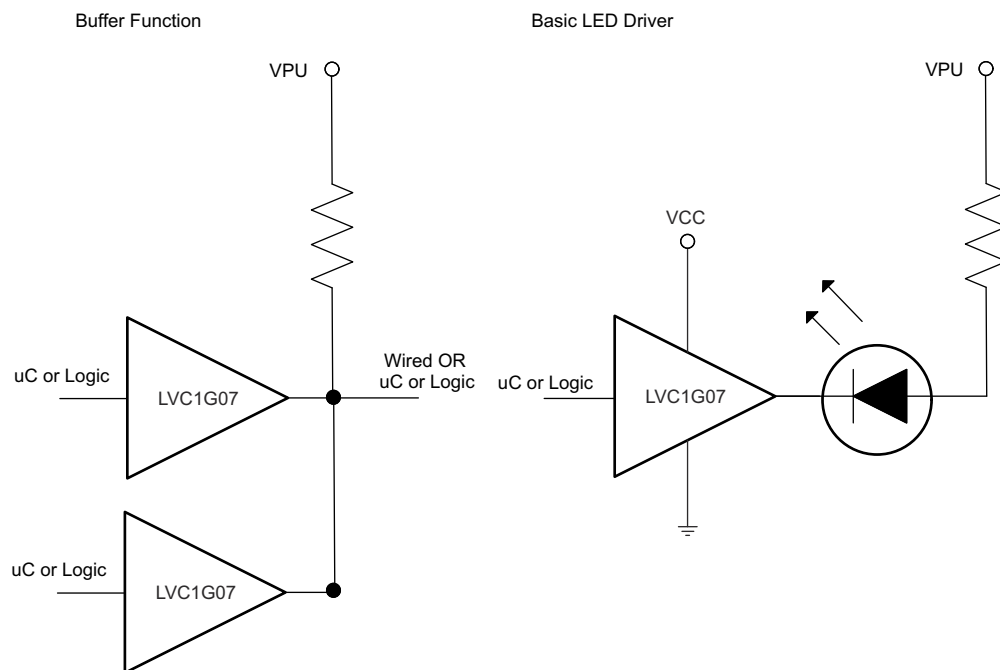 Buffer Function
VPU
uC or Logic
LVC1G07
Wired OR
uC or Logic
uC or Logic
LVC1G07
Basic LED Driver
VPU
VCC
uC or Logic
LVC1G07